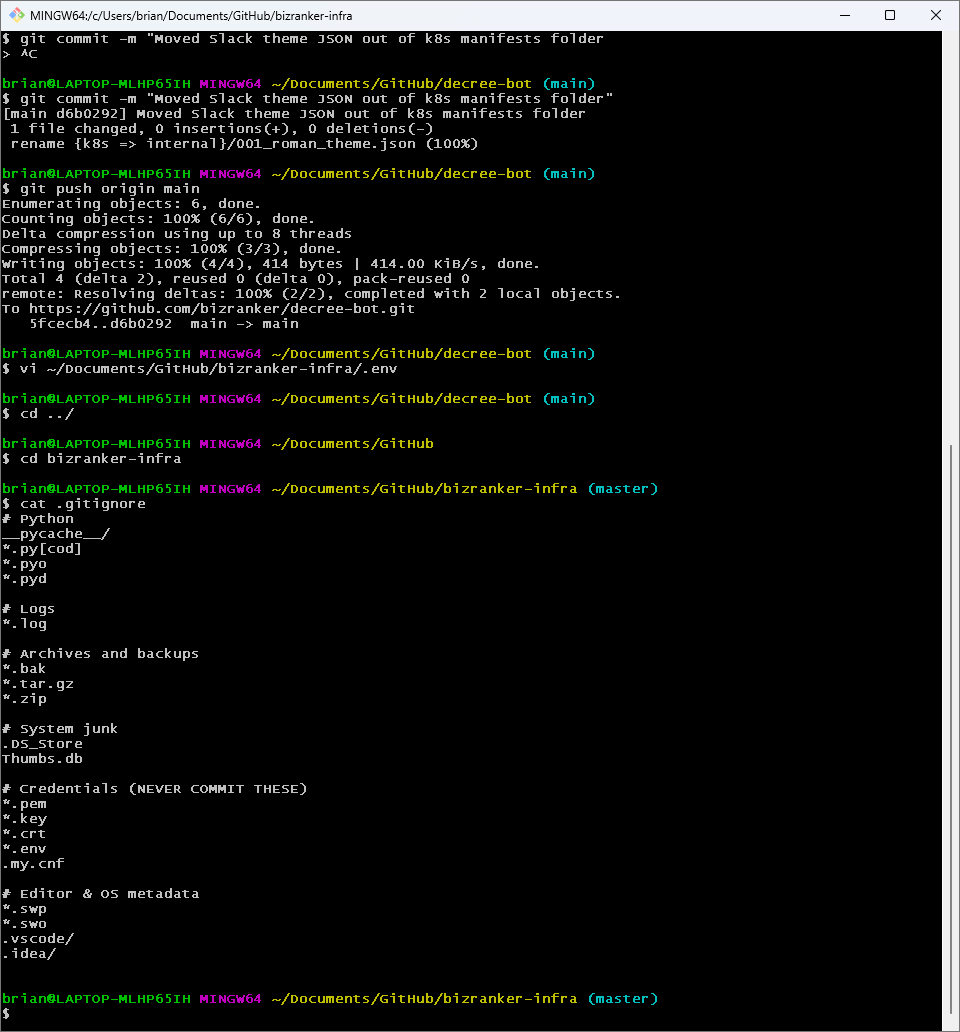 MINGW64:/c/Users/brian/Documents/GitHub/bizranker-infra
$ git commit -m "Moved Slack theme JSON out of k8s manifests folder
> ^C
brian@LAPTOP-MLHP65IH MINGW64 ~/Documents/GitHub/decree-bot (main)
$ git commit -m "Moved Slack theme JSON out of k8s manifests folder"
[main d6b0292] Moved Slack theme JSON out of k8s manifests folder
 1 file changed, 0 insertions(+), 0 deletions(-)
 rename {k8s => internal}/001_roman_theme.json (100%)
brian@LAPTOP-MLHP65IH MINGW64 ~/Documents/GitHub/decree-bot (main)
$ git push origin main
Enumerating objects: 6, done.
Counting objects: 100% (6/6), done.
Delta compression using up to 8 threads
Compressing objects: 100% (3/3), done.
Writing objects: 100% (4/4), 414 bytes | 414.00 KiB/s, done.
Total 4 (delta 2), reused 0 (delta 0), pack-reused 0
remote: Resolving deltas: 100% (2/2), completed with 2 local objects.
To https://github.com/bizranker/decree-bot.git
   5fcecb4..d6b0292  main -> main
brian@LAPTOP-MLHP65IH MINGW64 ~/Documents/GitHub/decree-bot (main)
$ vi ~/Documents/GitHub/bizranker-infra/.env
brian@LAPTOP-MLHP65IH MINGW64 ~/Documents/GitHub/decree-bot (main)
$ cd ../
brian@LAPTOP-MLHP65IH MINGW64 ~/Documents/GitHub
$ cd bizranker-infra
brian@LAPTOP-MLHP65IH MINGW64 ~/Documents/GitHub/bizranker-infra (master)
$ cat .gitignore
# Python
__pycache__/
*.py[cod]
*.pyo
*.pyd
# Logs
*.log
# Archives and backups
*.bak
*.tar.gz
*.zip
# System junk
.DS_Store
Thumbs.db
# Credentials (NEVER COMMIT THESE)
*.pem
*.key
*.crt
*.env
.my.cnf
# Editor & OS metadata
*.swp
*.swo
.vscode/
.idea/
brian@LAPTOP-MLHP65IH MINGW64 ~/Documents/GitHub/bizranker-infra (master)
$